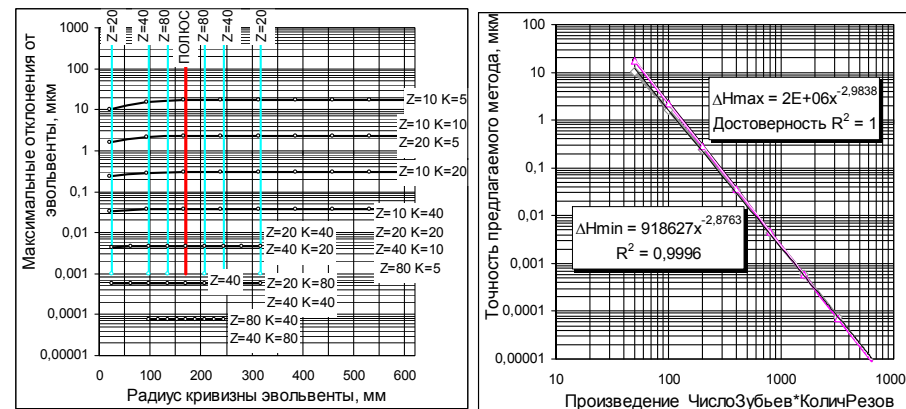 Z=20
Z=40
Z=80
ПОЛЮС
Z=80
Z=40
Z=20
Максимальные отклонения от
эвольвенты, мкм
100
10
1
0,1
0,01
0,001
0,0001
0,00001
Z=10 K=5
Z=10 K=10
Z=20 K=5
Z=10 K=20
Z=10 K=40
Z=20 K=40
Z=20 K=20
Z=40 K=20
Z=40 K=10
Z=80 K=5
Z=40
Z=20 K=80
Z=40 K=40
Z=80 K=40
Z=40 K=80
0 100 200 300 400 500 600
Радиус кривизны эвольвенты, мм
Точность предлагаемого метода, мкм
100
10
1
0,1
0,01
0,001
0,0001
0,00001
ΔHmax = 2E+06x^-2,9838
Достоверность R² = 1
ΔHmin = 918627x^-2,8763
R² = 0,9996
10 100 1000 1000
Произведение ЧислоЗубьев*КоличРезов